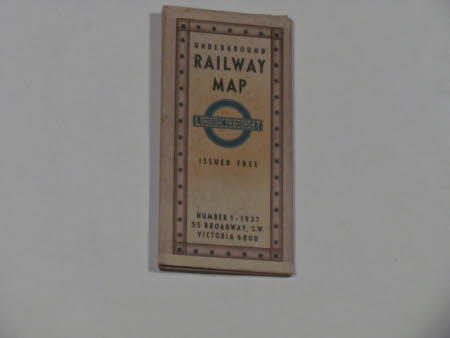 UNDERGROUND
RAILWAY
MAP
LONDON TRANSPORT
ISSUED FREE
NUMBER 1 · 1937
55 BROADWAY, S.W.
VICTORIA 6800